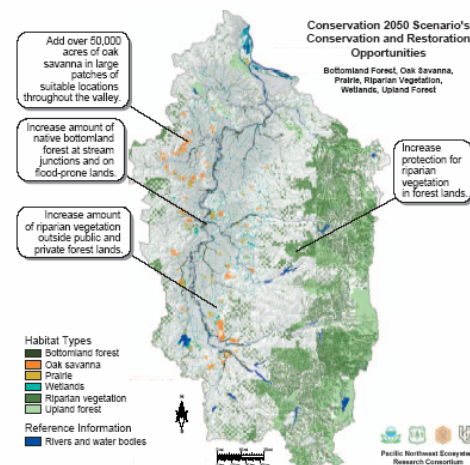 Conservation 2050 Scenario's
Conservation and Restoration
Opportunities
Bottomland Forest, Oak Savanna,
Prairie, Riparian Vegetation,
Wetlands, Upland Forest
Add over 50,000
acres of oak
savanna in large
patches of
suitable locations
throughout the valley.
Increase amount of
native bottomland
forest at stream
junctions and on
flood-prone lands.
Increase amount
of riparian vegetation
outside public and
private forest lands.
Increase
protection for
riparian
vegetation
in forest lands.
Habitat Types
Bottomland forest
Oak savanna
Prairie
Wetlands
Riparian vegetation
Upland forest
Reference Information
Rivers and water bodies
N
Pacific Northwest Ecosystem
Research Consortium